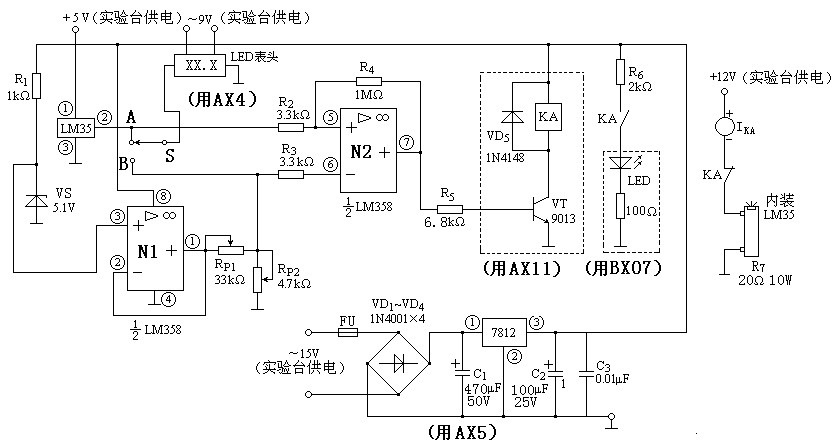 +5V(实验台供电)
~9V(实验台供电)
LED表头
XX.X
(用AX4)
R1
1kΩ
① LM35 ②
③
A
B
S
VS
5.1V
R2
3.3kΩ
R3
3.3kΩ
R4
1MΩ
⑤ + ▷ ∞
N2 + ⑦
⑥ −
1/2 LM358
⑧
③ + ▷ ∞
N1 + ①
② −
④
1/2 LM358
RP1
33kΩ
RP2
4.7kΩ
R5
6.8kΩ
VD5
1N4148
KA
VT
9013
(用AX11)
R6
2kΩ
KA
LED
100Ω
(用BX07)
+12V(实验台供电)
+
IKA
KA
内装
LM35
R7
20Ω 10W
~15V
(实验台供电)
FU
VD1~VD4
1N4001×4
① 7812 ③
②
+
C1
470μF
50V
+
C2
1
100μF
25V
C3
0.01μF
(用AX5)